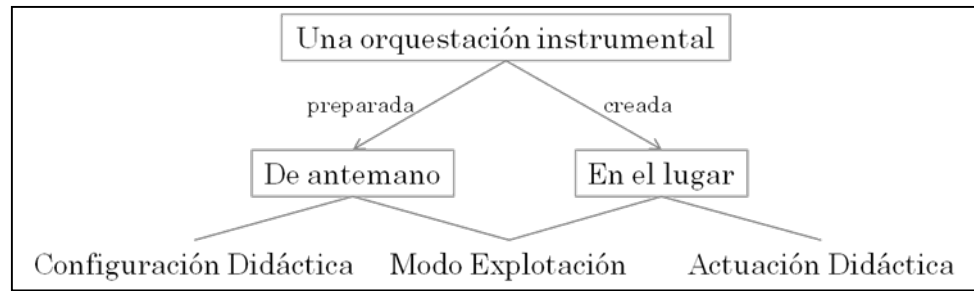 Una orquestación instrumental
preparada
creada
De antemano
En el lugar
Configuración Didáctica
Modo Explotación
Actuación Didáctica